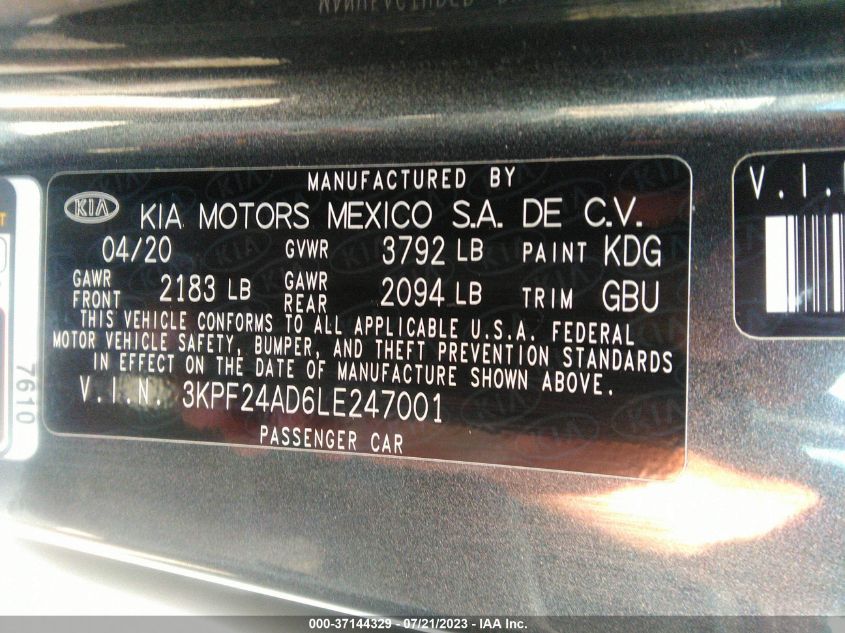 MANUFACTURED BY
KIA KIA MOTORS MEXICO S.A. DE C.V.
04/20 GVWR 3792 LB PAINT KDG
GAWR FRONT 2183 LB GAWR REAR 2094 LB TRIM GBU
THIS VEHICLE CONFORMS TO ALL APPLICABLE U.S.A. FEDERAL
MOTOR VEHICLE SAFETY, BUMPER, AND THEFT PREVENTION STANDARDS
IN EFFECT ON THE DATE OF MANUFACTURE SHOWN ABOVE.
V.I.N. 3KPF24AD6LE247001
PASSENGER CAR
7610
V.I.
000-37144329 - 07/21/2023 - IAA Inc.